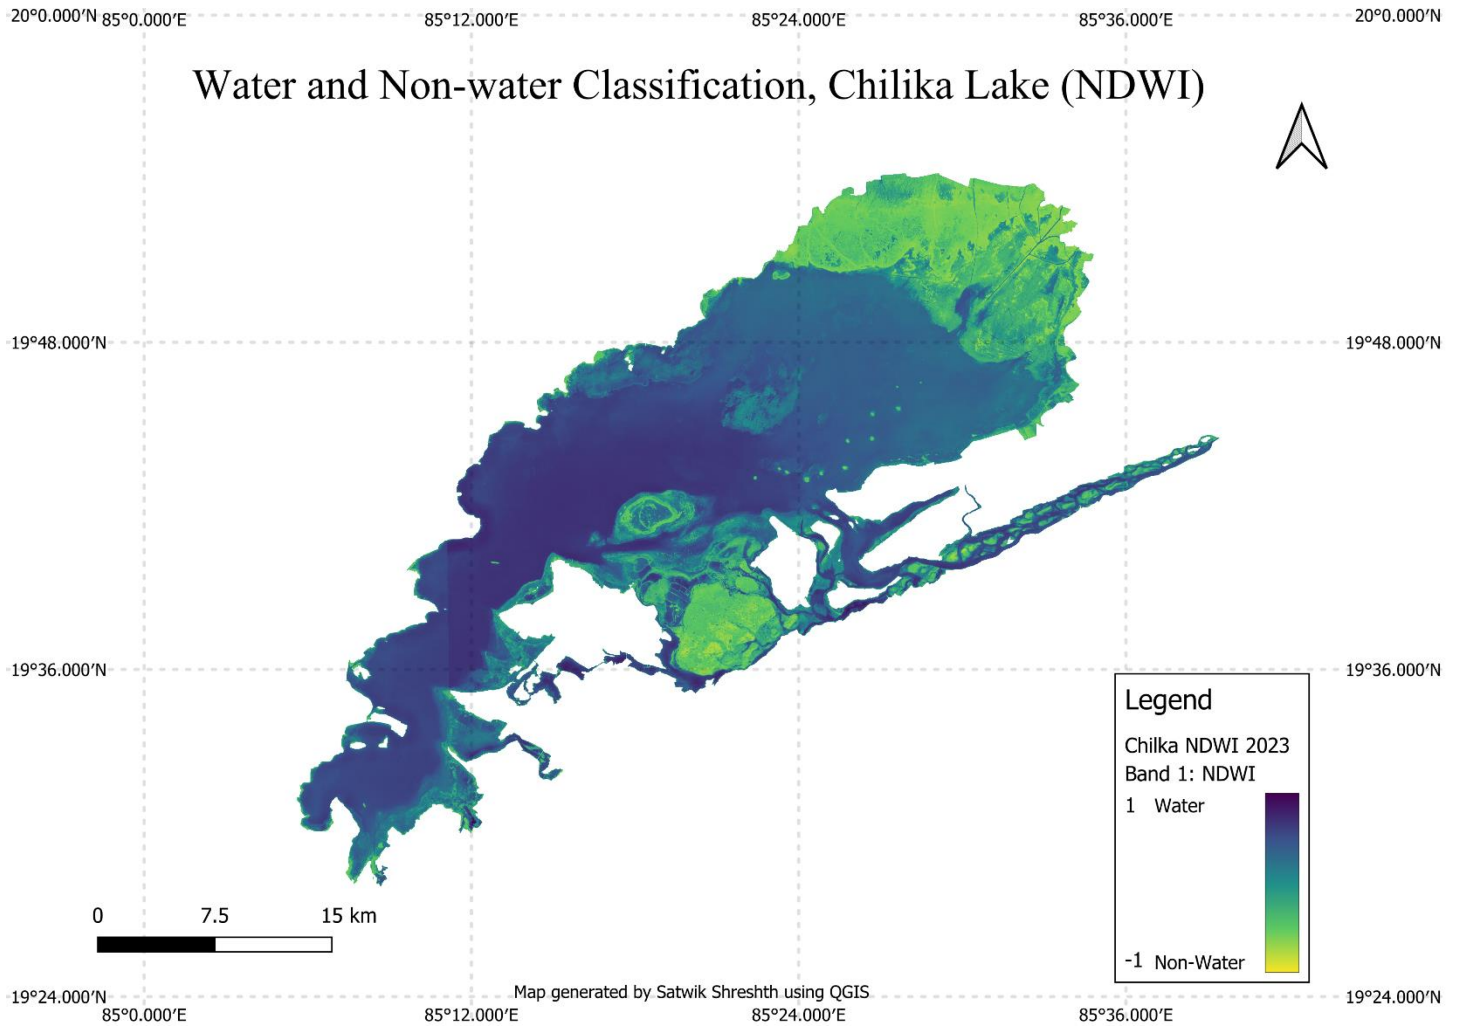 20°0.000′N 85°0.000′E 85°12.000′E 85°24.000′E 85°36.000′E 20°0.000′N
Water and Non-water Classification, Chilika Lake (NDWI)
19°48.000′N 19°48.000′N
19°36.000′N 19°36.000′N
Legend
Chilka NDWI 2023
Band 1: NDWI
1 Water
-1 Non-Water
0 7.5 15 km
Map generated by Satwik Shreshth using QGIS
19°24.000′N 19°24.000′N
85°0.000′E 85°12.000′E 85°24.000′E 85°36.000′E